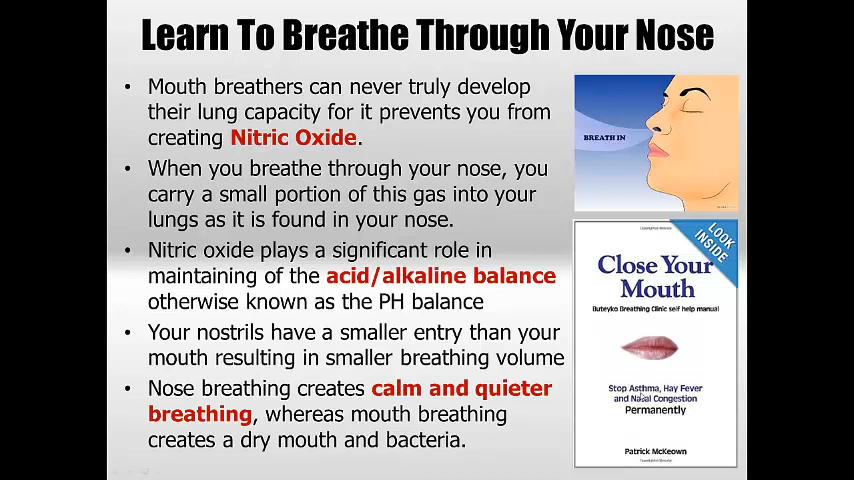 Learn To Breathe Through Your Nose
• Mouth breathers can never truly develop
their lung capacity for it prevents you from
creating Nitric Oxide.
• When you breathe through your nose, you
carry a small portion of this gas into your
lungs as it is found in your nose.
• Nitric oxide plays a significant role in
maintaining of the acid/alkaline balance
otherwise known as the PH balance
• Your nostrils have a smaller entry than your
mouth resulting in smaller breathing volume
• Nose breathing creates calm and quieter
breathing, whereas mouth breathing
creates a dry mouth and bacteria.
BREATH IN
LOOK
INSIDE
Close Your
Mouth
Buteyko Breathing Clinic self help manual
Stop Asthma, Hay Fever
and Nasal Congestion
Permanently
Patrick McKeown